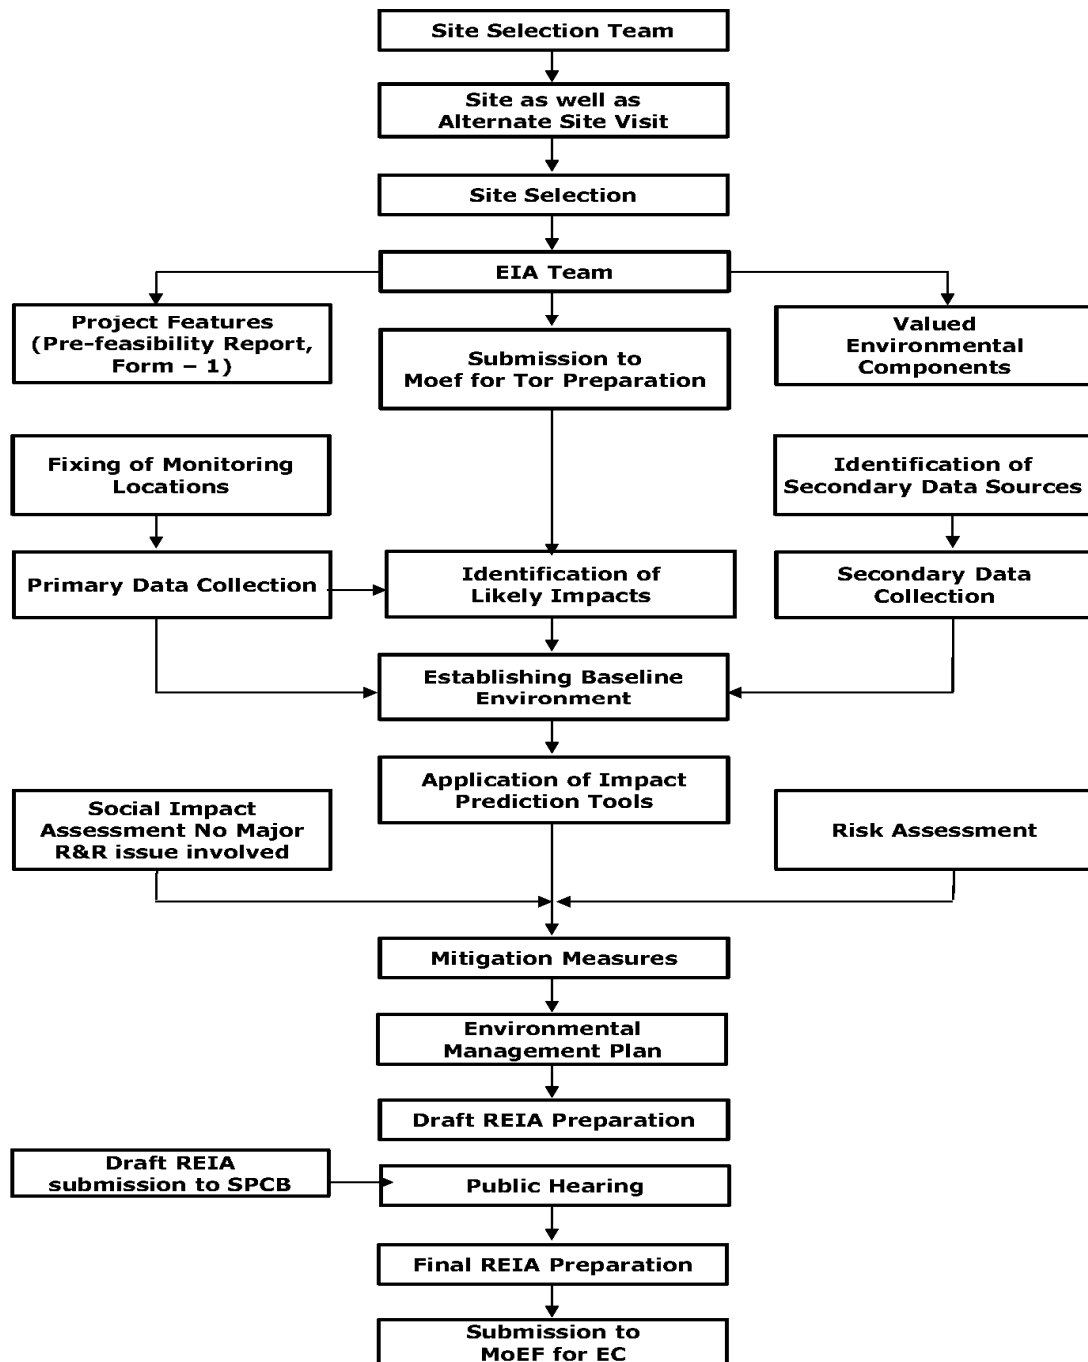 Site Selection Team
Site as well as
Alternate Site Visit
Site Selection
EIA Team
Project Features
(Pre-feasibility Report,
Form – 1)
Submission to
Moef for Tor Preparation
Valued
Environmental
Components
Fixing of Monitoring
Locations
Identification of
Secondary Data Sources
Primary Data Collection
Identification of
Likely Impacts
Secondary Data
Collection
Establishing Baseline
Environment
Application of Impact
Prediction Tools
Social Impact
Assessment No Major
R&R issue involved
Risk Assessment
Mitigation Measures
Environmental
Management Plan
Draft REIA Preparation
Draft REIA
submission to SPCB
Public Hearing
Final REIA Preparation
Submission to
MoEF for EC